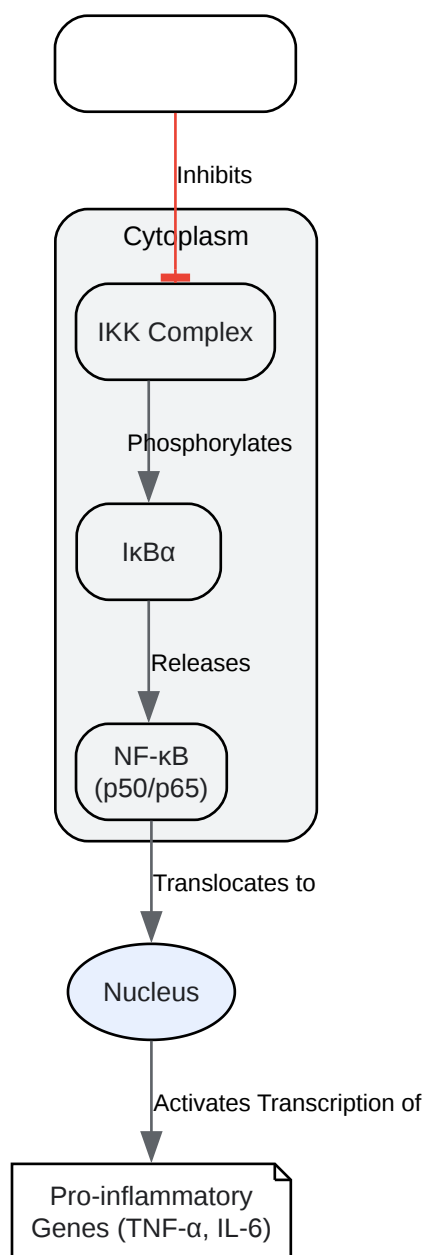 Inhibits
Cytoplasm
IKK Complex
Phosphorylates
IκBα
Releases
NF-κB
(p50/p65)
Translocates to
Nucleus
Activates Transcription of
Pro-inflammatory
Genes (TNF-α, IL-6)